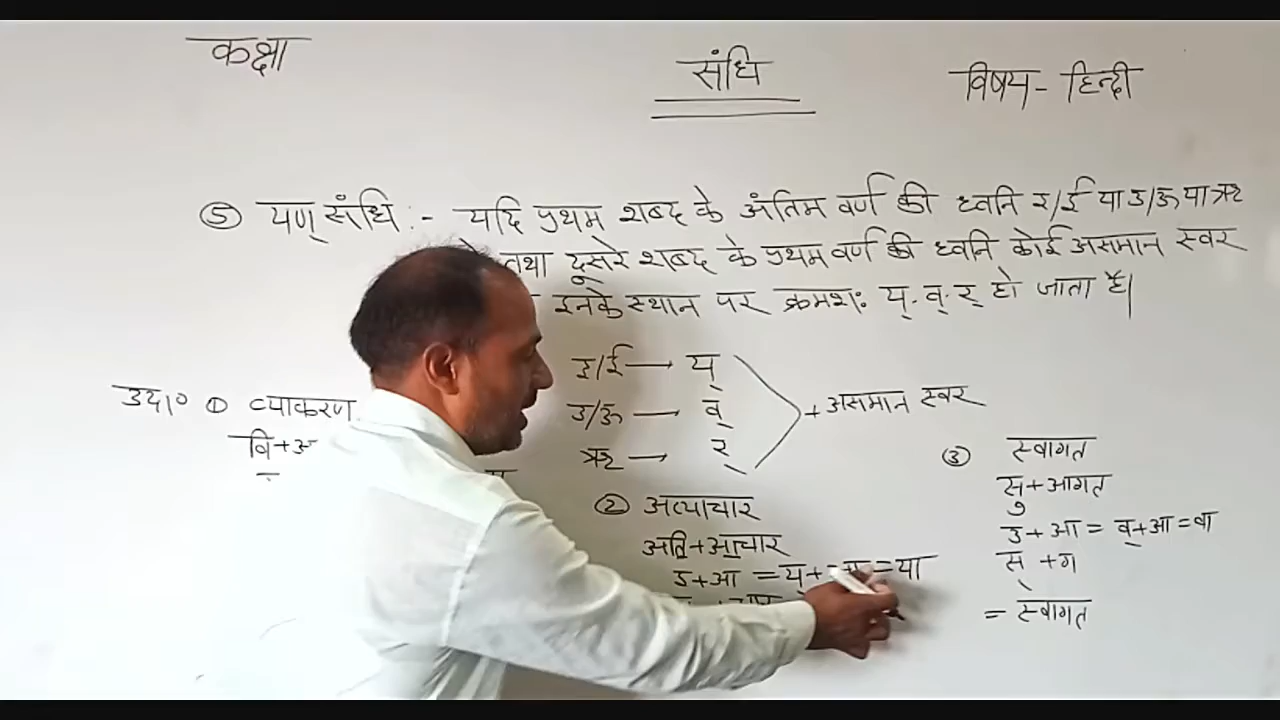 कक्षा
संधि
विषय - हिन्दी
⑤ यण् संधि : - यदि प्रथम शब्द के अंतिम वर्ण की ध्वनि इ/ई या उ/ऊ या ऋ
तथा दूसरे शब्द के प्रथम वर्ण की ध्वनि कोई असमान स्वर
इनके स्थान पर क्रमशः य्. व्. र् हो जाता है।
इ/ई → य्
उ/ऊ → व्
ऋ → र्
+ असमान स्वर
उदा० ① व्याकरण
वि+
② अत्याचार
अति+आचार
इ+आ = य्+ = या
③ स्वागत
सु+आगत
उ+आ = व्+आ = वा
स् +ग
= स्वागत